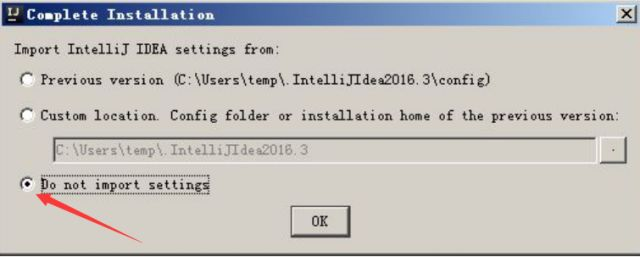 IJ Complete Installation
Import IntelliJ IDEA settings from:
Previous version (C:\Users\temp\.IntelliJIdea2016.3\config)
Custom location. Config folder or installation home of the previous version:
C:\Users\temp\.IntelliJIdea2016.3
.
Do not import settings
OK